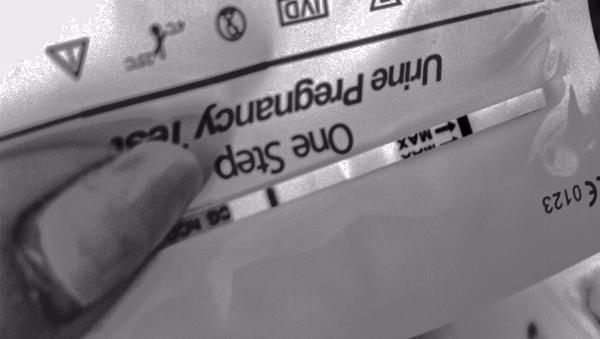 One Step
Urine Pregnancy Test
MAX
IVD
CE 0123